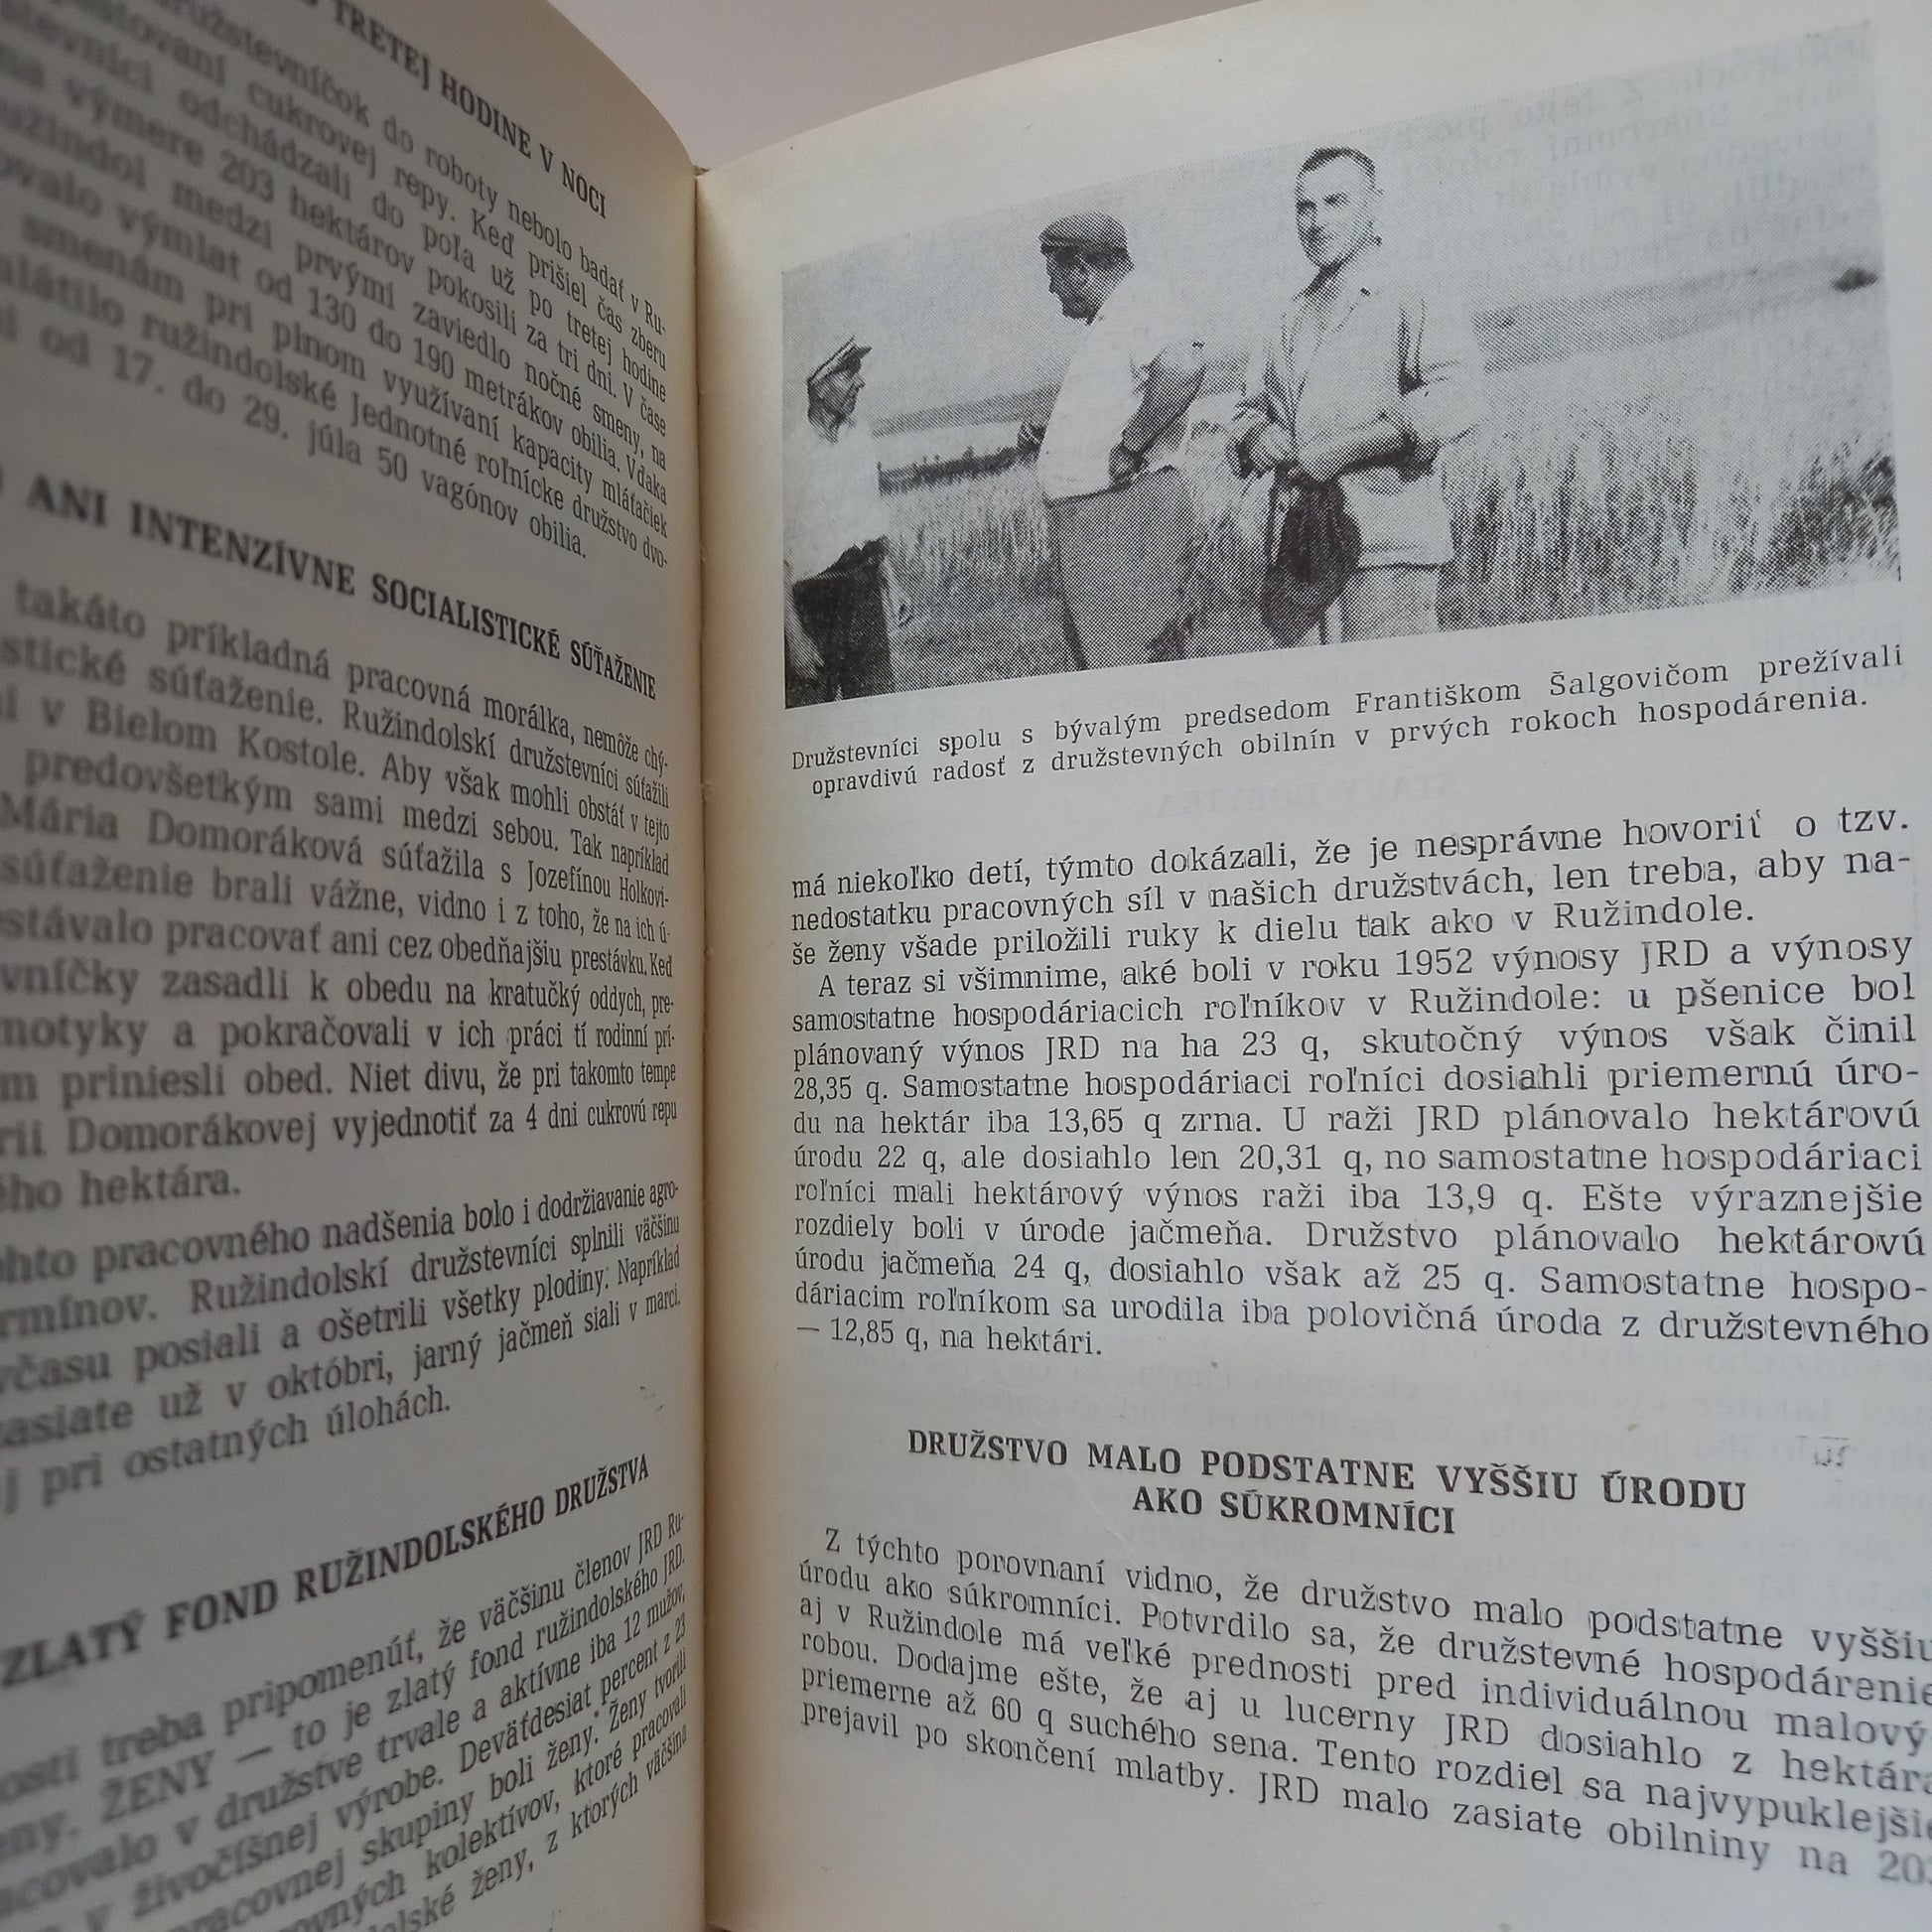 TRETEJ HODINE V NOCI
družstevníčok do roboty nebolo badať v Ru-
cukrovej repy. Keď prišiel čas zberu
odchádzali do poľa už po tretej hodine
na výmere 203 hektárov pokosili za tri dni. V čase
medzi prvými zaviedlo nočné smeny, na
výmlat od 130 do 190 metrákov obilia. Vďaka
smenám pri plnom využívaní kapacity mláťačiek
ružindolské Jednotné roľnícke družstvo dvo-
od 17. do 29. júla 50 vagónov obilia.
ANI INTENZÍVNE SOCIALISTICKÉ SÚŤAŽENIE
takáto príkladná pracovná morálka, nemôže chý-
súťaženie. Ružindolskí družstevníci súťažili
v Bielom Kostole. Aby však mohli obstáť v tejto
predovšetkým sami medzi sebou. Tak napríklad
Mária Domoráková súťažila s Jozefínou Holkovi-
súťaženie brali vážne, vidno i z toho, že na ich ú-
pracovať ani cez obedňajšiu prestávku. Keď
zasadli k obedu na kratučký oddych, pre-
motyky a pokračovali v ich práci tí rodinní prí-
priniesli obed. Niet divu, že pri takomto tempe
Domorákovej vyjednotiť za 4 dni cukrovú repu
hektára.
pracovného nadšenia bolo i dodržiavanie agro-
Ružindolskí družstevníci splnili väčšinu
včasu posiali a ošetrili všetky plodiny. Napríklad
zasiate už v októbri, jarný jačmeň siali v marci.
pri ostatných úlohách.
ZLATÝ FOND RUŽINDOLSKÉHO DRUŽSTVA
treba pripomenúť, že väčšinu členov JRD Ru-
ŽENY — to je zlatý fond ružindolského JRD.
v družstve trvale a aktívne iba 12 mužov,
v živočíšnej výrobe. Deväťdesiat percent z 23
pracovnej skupiny boli ženy. Ženy tvorili
kolektívov, ktoré pracovali
ženy, z ktorých väčšina
Družstevníci spolu s bývalým predsedom Františkom Šalgovičom prežívali
opravdivú radosť z družstevných obilnín v prvých rokoch hospodárenia.
má niekoľko detí, týmto dokázali, že je nesprávne hovoriť o tzv.
nedostatku pracovných síl v našich družstvách, len treba, aby na-
še ženy všade priložili ruky k dielu tak ako v Ružindole.
A teraz si všimnime, aké boli v roku 1952 výnosy JRD a výnosy
samostatne hospodáriacich roľníkov v Ružindole: u pšenice bol
plánovaný výnos JRD na ha 23 q, skutočný výnos však činil
28,35 q. Samostatne hospodáriaci roľníci dosiahli priemernú úro-
du na hektár iba 13,65 q zrna. U raži JRD plánovalo hektárovú
úrodu 22 q, ale dosiahlo len 20,31 q, no samostatne hospodáriaci
roľníci mali hektárový výnos raži iba 13,9 q. Ešte výraznejšie
rozdiely boli v úrode jačmeňa. Družstvo plánovalo hektárovú
úrodu jačmeňa 24 q, dosiahlo však až 25 q. Samostatne hospo-
dáriacim roľníkom sa urodila iba polovičná úroda z družstevného
— 12,85 q, na hektári.
DRUŽSTVO MALO PODSTATNE VYŠŠIU ÚRODU
AKO SÚKROMNÍCI
Z týchto porovnaní vidno, že družstvo malo podstatne vyššiu
úrodu ako súkromníci. Potvrdilo sa, že družstevné hospodárenie
aj v Ružindole má veľké prednosti pred individuálnou malový-
robou. Dodajme ešte, že aj u lucerny JRD dosiahlo z hektára
priemerne až 60 q suchého sena. Tento rozdiel sa najvypuklejšie
prejavil po skončení mlatby. JRD malo zasiate obilniny na 203